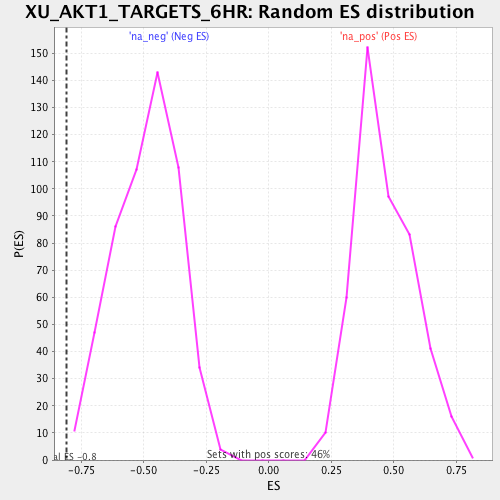 XU_AKT1_TARGETS_6HR: Random ES distribution
'na_neg' (Neg ES) 'na_pos' (Pos ES)
150
140
130
120
110
100
90
80
70
60
50
40
30
20
10
0
P(ES)
al ES -0.8 Sets with pos scores: 46%
-0.75 -0.50 -0.25 0.00 0.25 0.50 0.75
ES